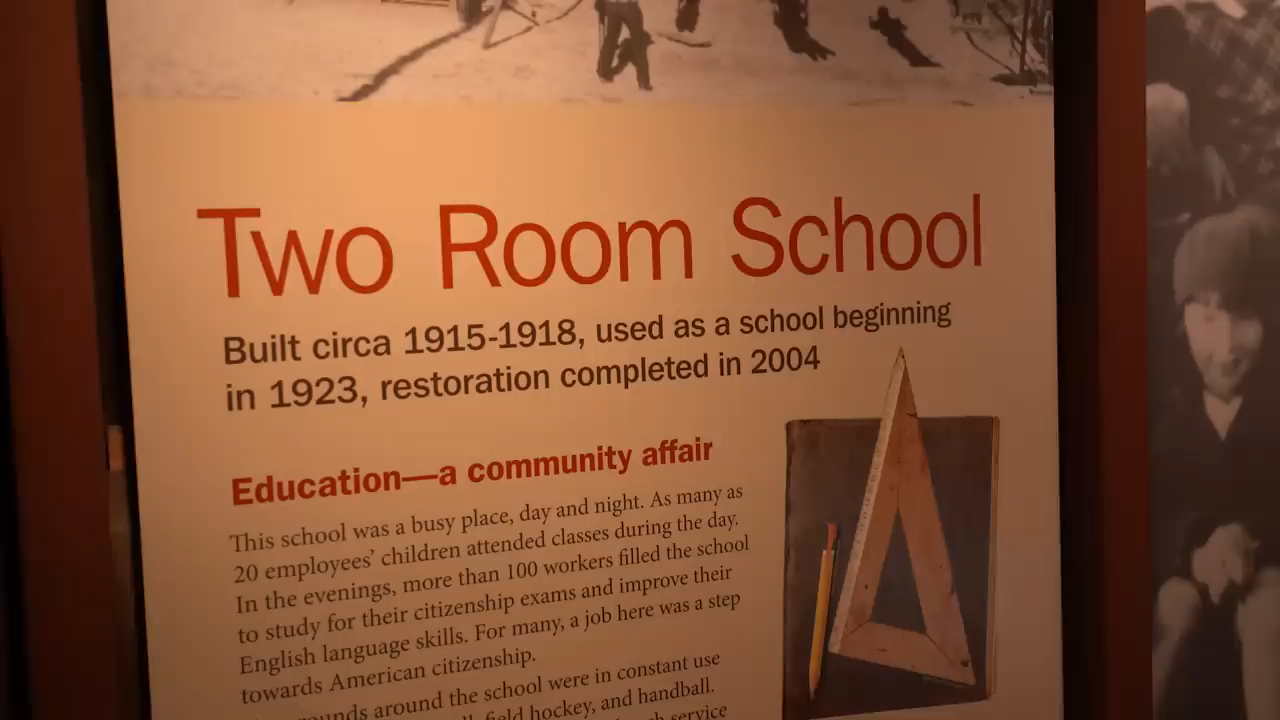 Two Room School
Built circa 1915-1918, used as a school beginning
in 1923, restoration completed in 2004
Education—a community affair
This school was a busy place, day and night. As many as
20 employees’ children attended classes during the day.
In the evenings, more than 100 workers filled the school
to study for their citizenship exams and improve their
English language skills. For many, a job here was a step
towards American citizenship.
around the school were in constant use
field hockey, and handball.
service